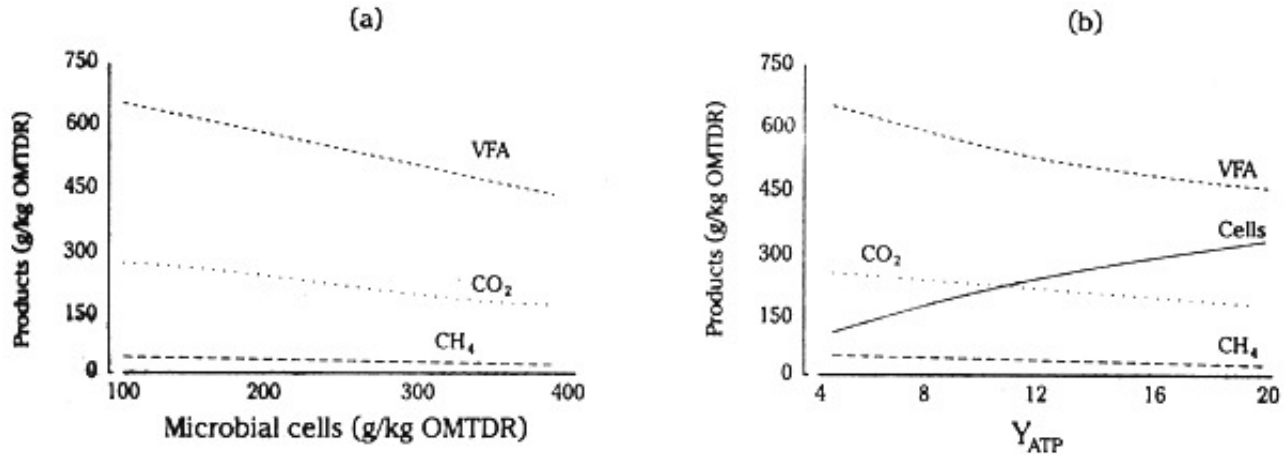 (a)
Products (g/kg OMTDR)
750
600
450
300
150
0
VFA
CO₂
CH₄
100 200 300 400
Microbial cells (g/kg OMTDR)
(b)
Products (g/kg OMTDR)
750
600
450
300
150
0
VFA
Cells
CO₂
CH₄
4 8 12 16 20
Y_ATP